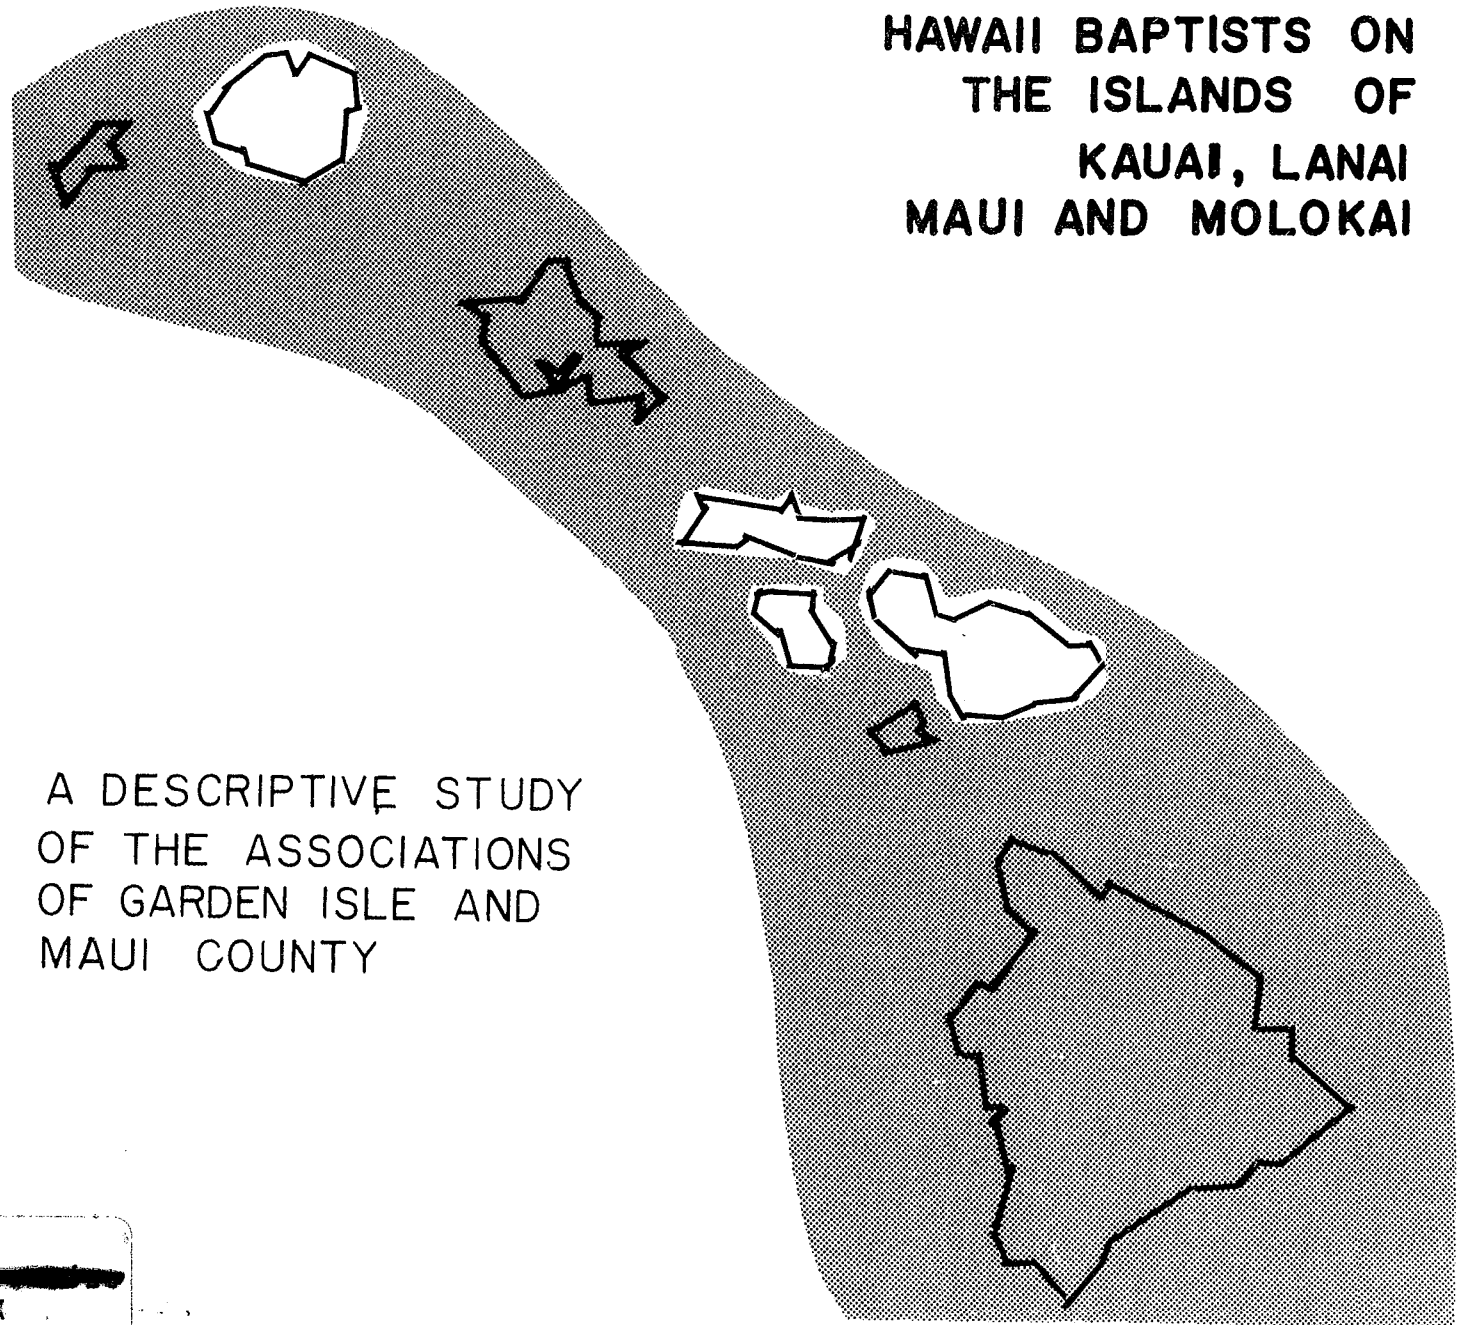 HAWAII BAPTISTS ON
THE ISLANDS OF
KAUAI, LANAI
MAUI AND MOLOKAI
A DESCRIPTIVE STUDY
OF THE ASSOCIATIONS
OF GARDEN ISLE AND
MAUI COUNTY